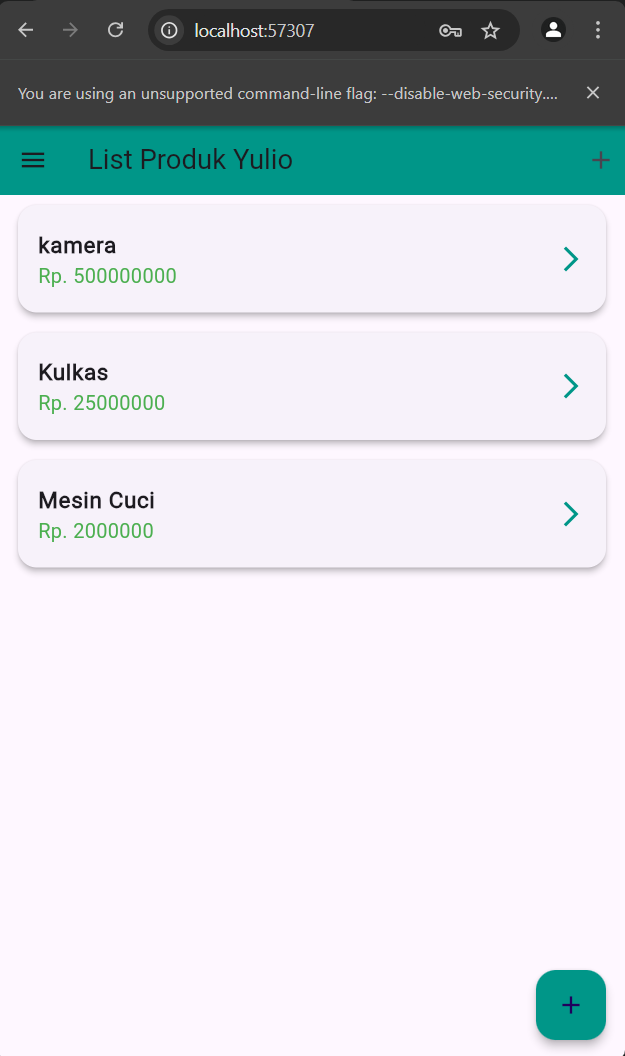 localhost:57307
You are using an unsupported command-line flag: --disable-web-security....
List Produk Yulio
kamera
Rp. 500000000
Kulkas
Rp. 25000000
Mesin Cuci
Rp. 2000000